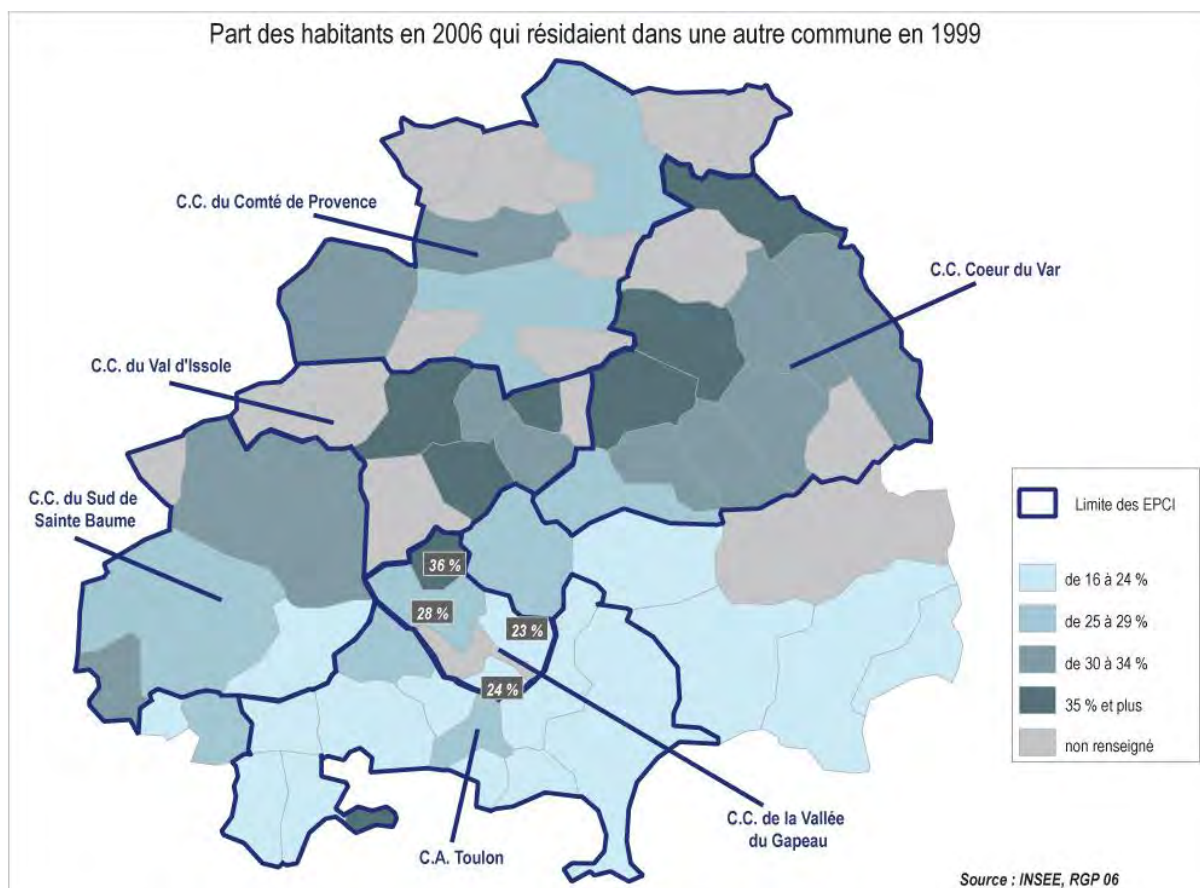 Part des habitants en 2006 qui résidaient dans une autre commune en 1999
C.C. du Comté de Provence
C.C. Coeur du Var
C.C. du Val d'Issole
C.C. du Sud de
Sainte Baume
36 %
28 %
23 %
24 %
C.C. de la Vallée
du Gapeau
C.A. Toulon
Limite des EPCI
de 16 à 24 %
de 25 à 29 %
de 30 à 34 %
35 % et plus
non renseigné
Source : INSEE, RGP 06